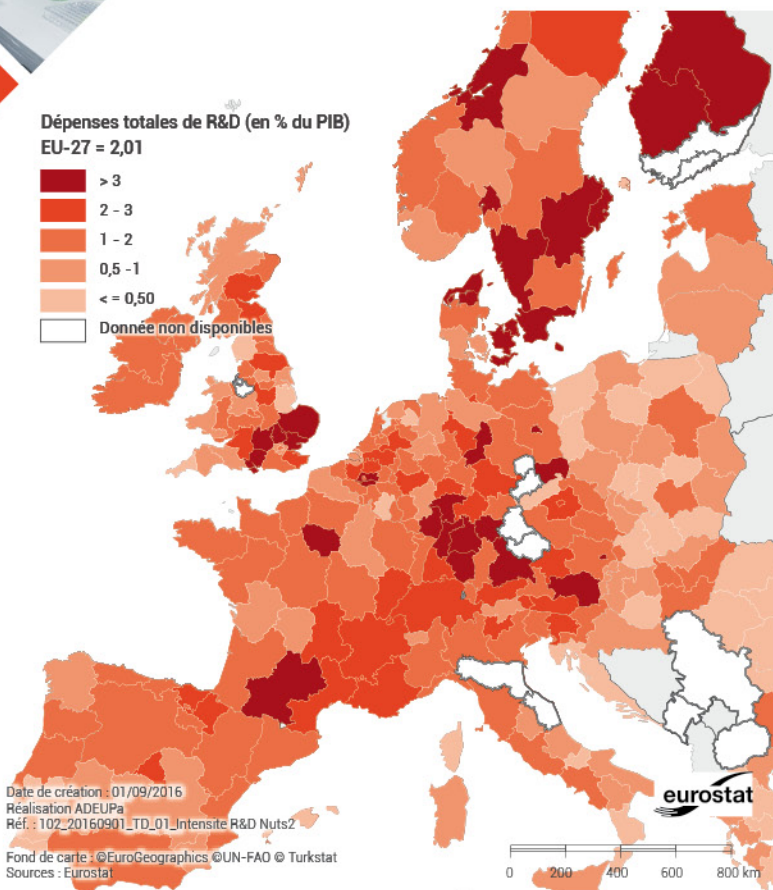 Dépenses totales de R&D (en % du PIB)
EU-27 = 2,01
> 3
2 - 3
1 - 2
0,5 -1
< = 0,50
Donnée non disponibles
Date de création : 01/09/2016
Réalisation ADEUPa
Réf. : 102_20160901_TD_01_Intensite R&D Nuts2
Fond de carte : ©EuroGeographics ©UN-FAO © Turkstat
Sources : Eurostat
eurostat
0 200 400 600 800 km